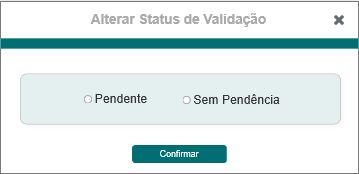 Alterar Status de Validação
Pendente
Sem Pendência
Confirmar